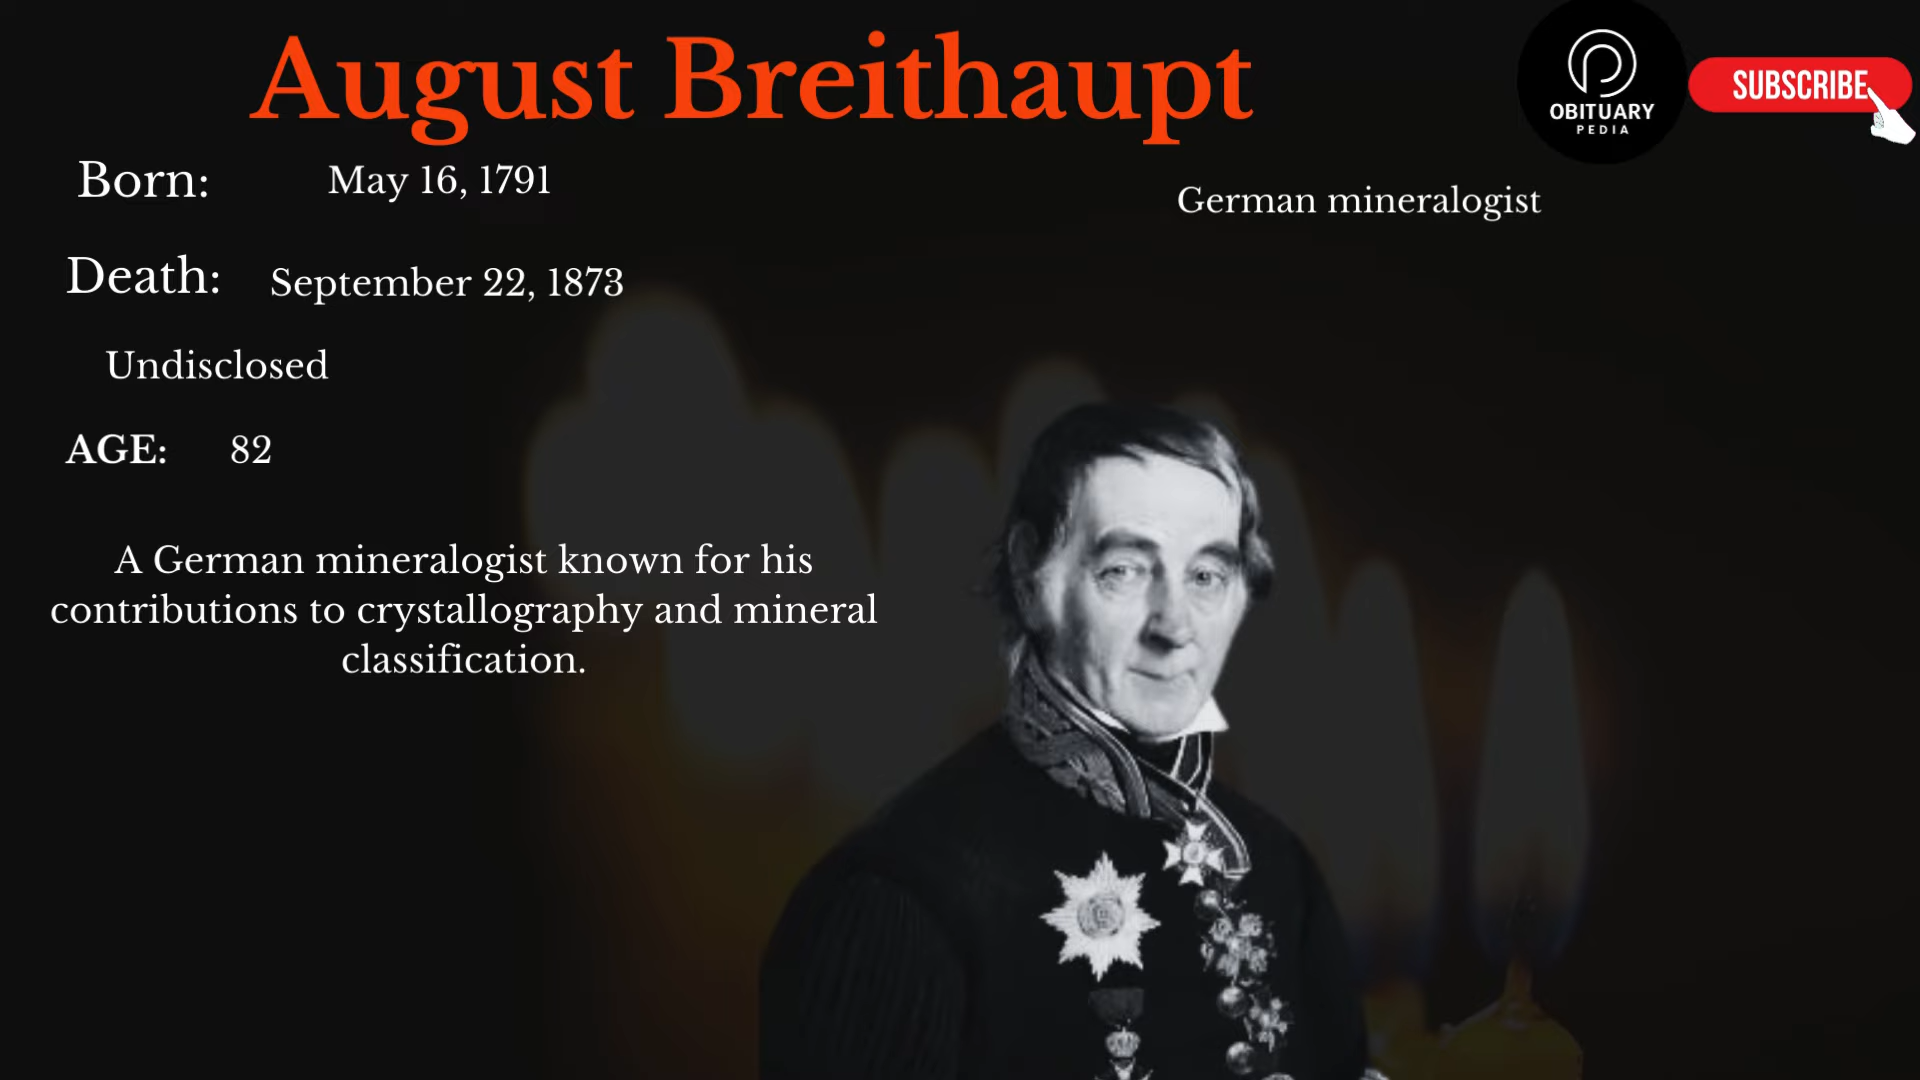 August Breithaupt
OBITUARY
PEDIA
SUBSCRIBE
Born: May 16, 1791
German mineralogist
Death: September 22, 1873
Undisclosed
AGE: 82
A German mineralogist known for his
contributions to crystallography and mineral
classification.